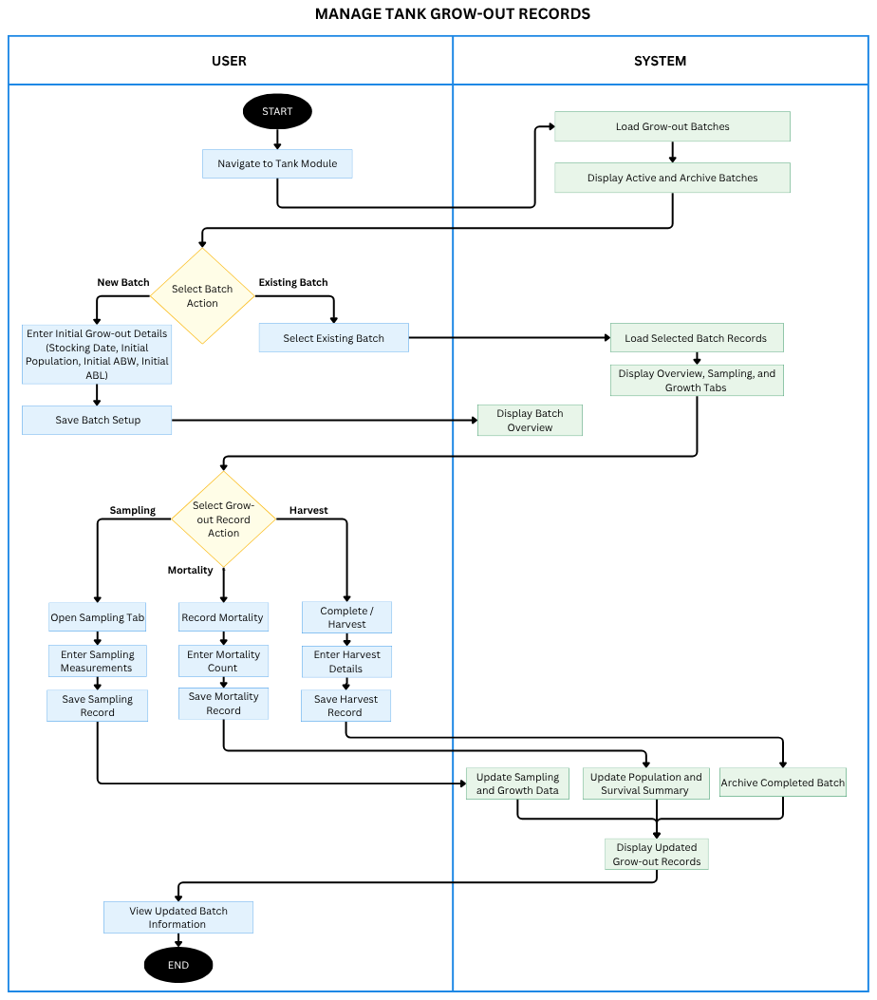 MANAGE TANK GROW-OUT RECORDS
USER
SYSTEM
START
Navigate to Tank Module
Load Grow-out Batches
Display Active and Archive Batches
Select Batch
Action
New Batch
Existing Batch
Enter Initial Grow-out Details
(Stocking Date, Initial
Population, Initial ABW, Initial
ABL)
Select Existing Batch
Load Selected Batch Records
Display Overview, Sampling, and
Growth Tabs
Save Batch Setup
Display Batch
Overview
Select Grow-
out Record
Action
Sampling
Harvest
Mortality
Open Sampling Tab
Record Mortality
Complete /
Harvest
Enter Sampling
Measurements
Enter Mortality
Count
Enter Harvest
Details
Save Sampling
Record
Save Mortality
Record
Save Harvest
Record
Update Sampling
and Growth Data
Update Population and
Survival Summary
Archive Completed Batch
Display Updated
Grow-out Records
View Updated Batch
Information
END